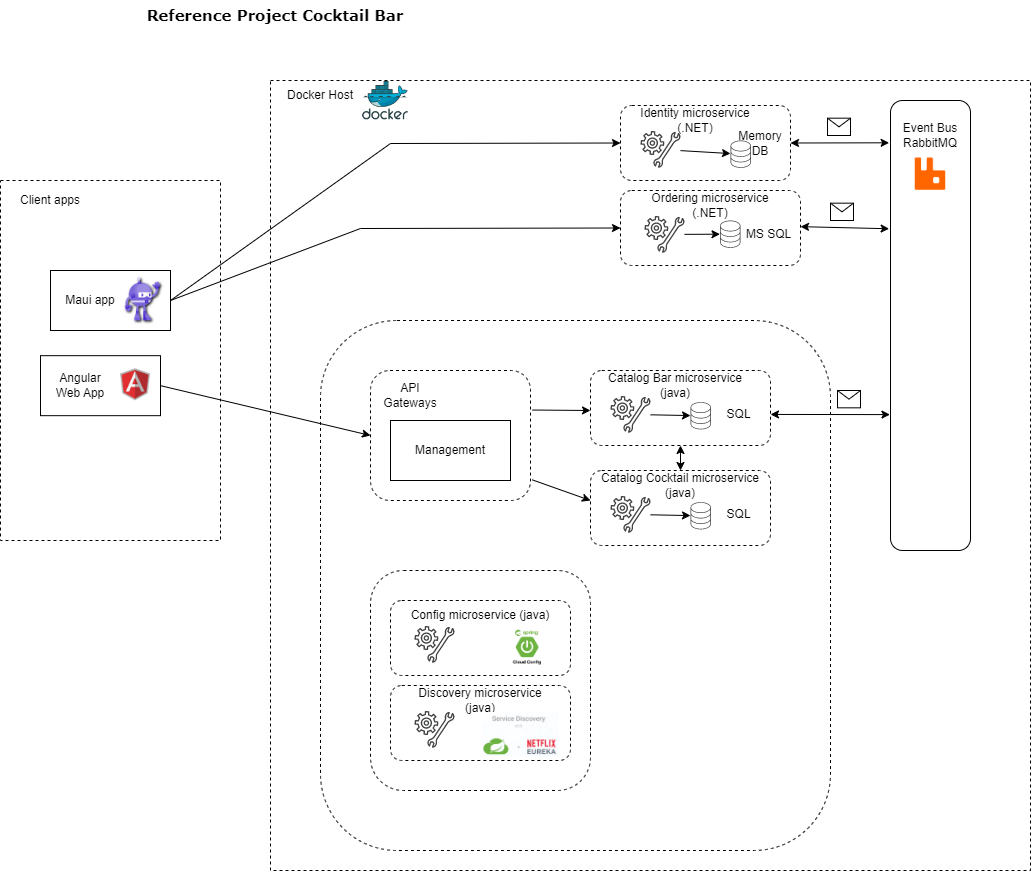 Reference Project Cocktail Bar
Docker Host
docker
Identity microservice
(.NET)
Memory
DB
Event Bus
RabbitMQ
Client apps
Ordering microservice
(.NET)
MS SQL
Maui app
Angular
Web App
API
Gateways
Management
Catalog Bar microservice
(java)
SQL
Catalog Cocktail microservice
(java)
SQL
Config microservice (java)
spring
Cloud Config
Discovery microservice
(java)
Service Discovery
NETFLIX
EUREKA